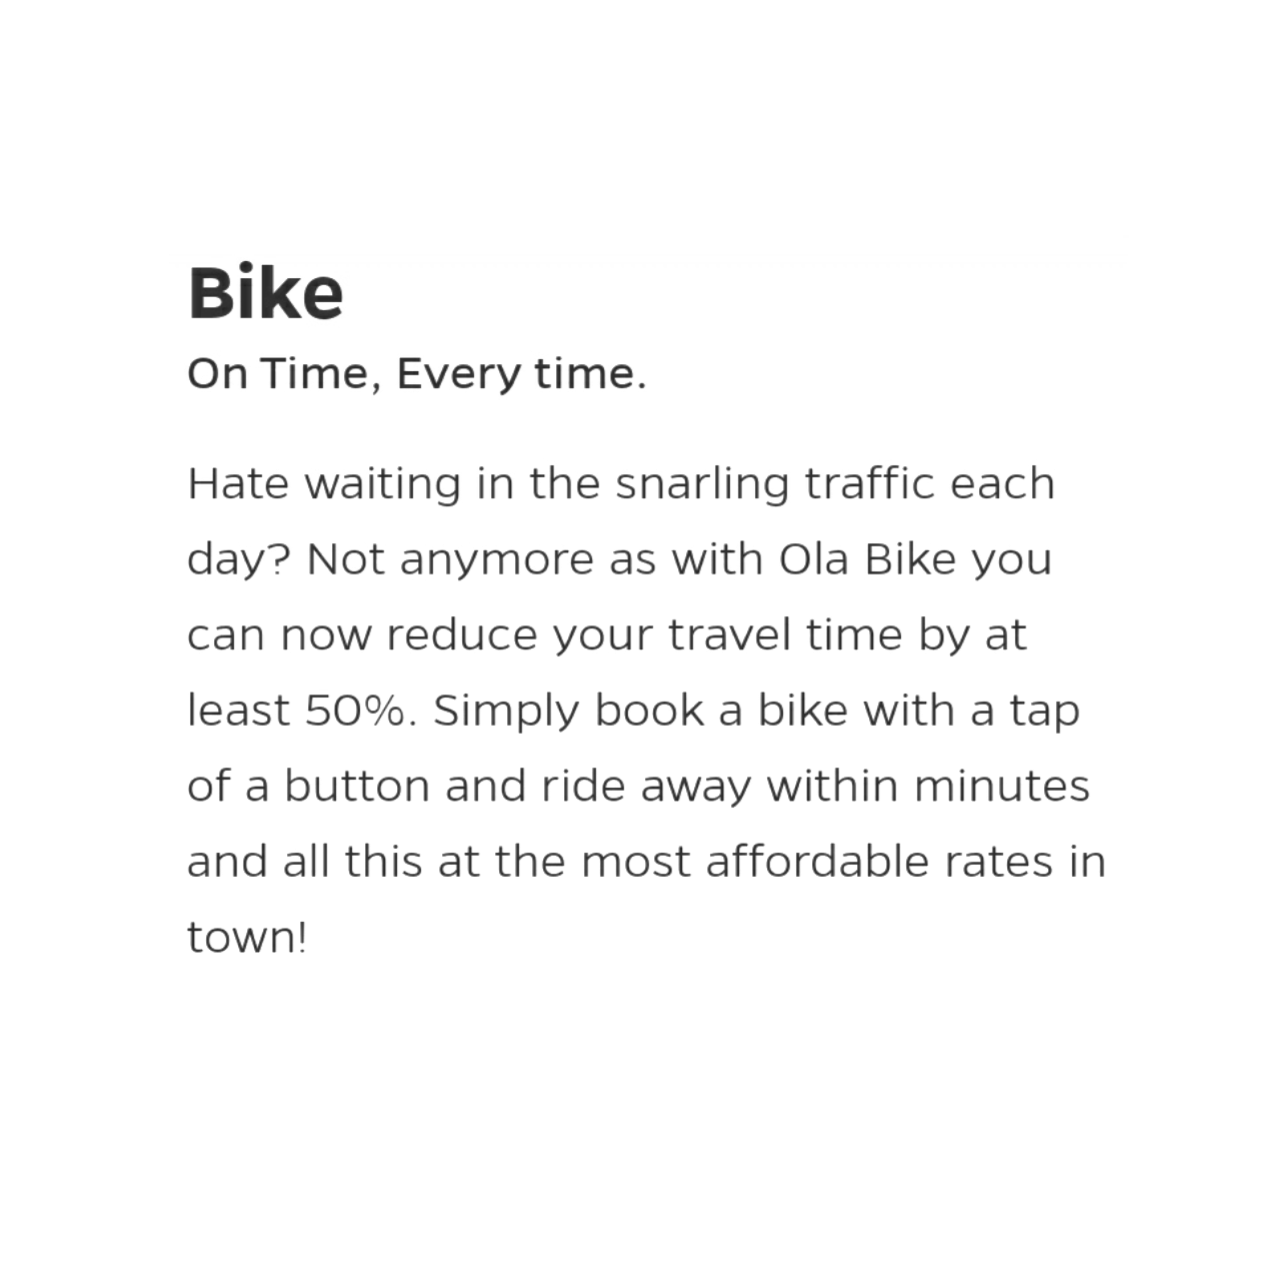 Bike
On Time, Every time.
Hate waiting in the snarling traffic each
day? Not anymore as with Ola Bike you
can now reduce your travel time by at
least 50%. Simply book a bike with a tap
of a button and ride away within minutes
and all this at the most affordable rates in
town!